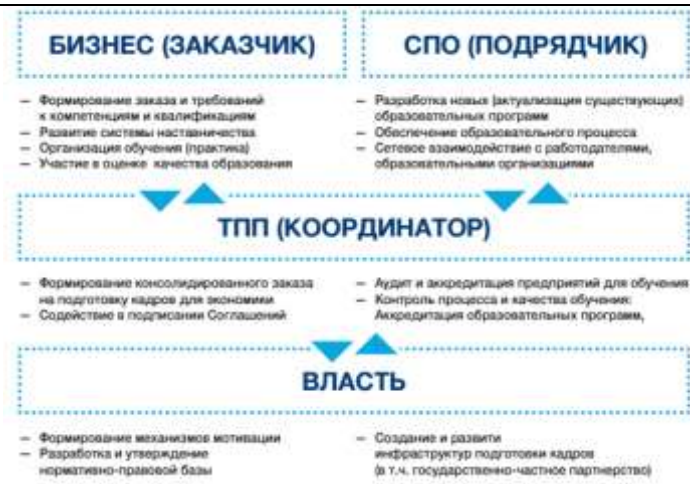 БИЗНЕС (ЗАКАЗЧИК)
— Формирование заказа и требований
к компетенциям и квалификациям
— Развитие системы наставничества
— Организация обучения (практика)
— Участие в оценке качества образования
СПО (ПОДРЯДЧИК)
— Разработка новых (актуализация существующих)
образовательных программ
— Обеспечение образовательного процесса
— Сетевое взаимодействие с работодателями,
образовательными организациями
ТПП (КООРДИНАТОР)
— Формирование консолидированного заказа
на подготовку кадров для экономики
— Содействие в подписании Соглашений
— Аудит и аккредитация предприятий для обучения
— Контроль процесса и качества обучения:
Аккредитация образовательных программ,
ВЛАСТЬ
— Формирование механизмов мотивации
— Разработка и утверждение
нормативно-правовой базы
— Создание и развити
инфраструктур подготовки кадров
(в т.ч. государственно-частное партнерство)